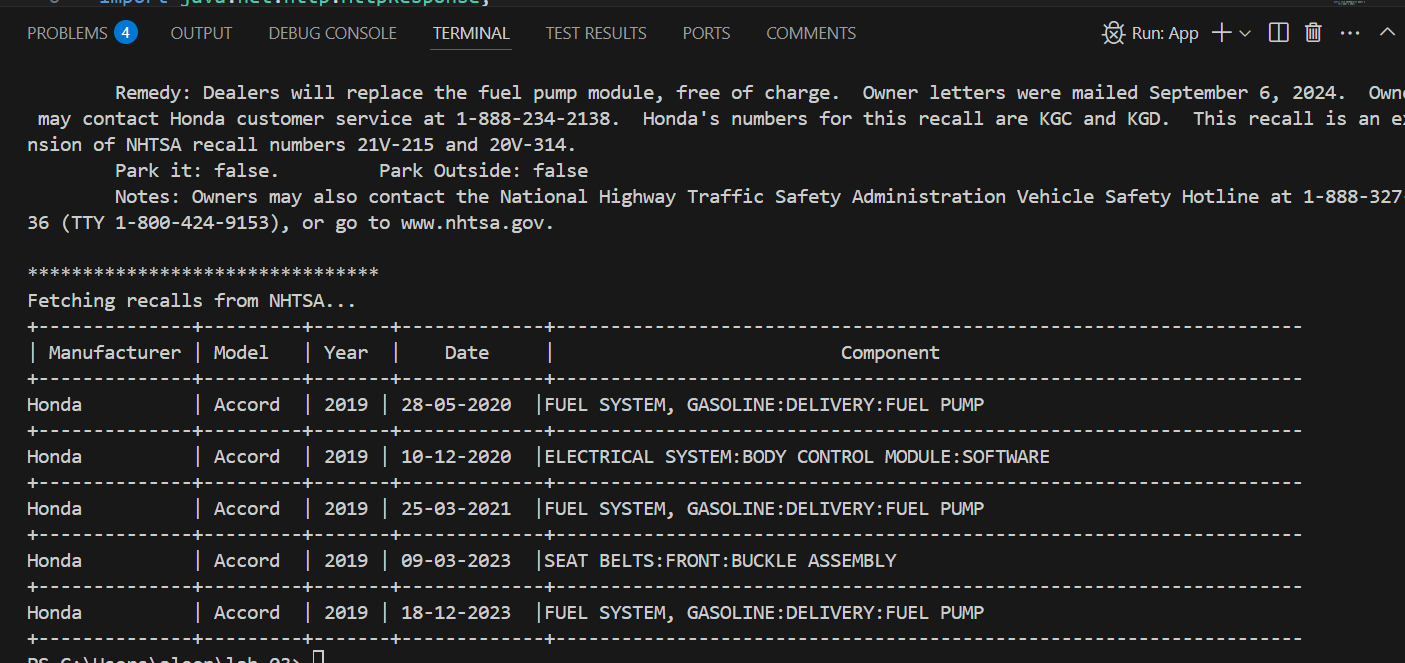 import java.net.http.HttpResponse;
PROBLEMS 4 OUTPUT DEBUG CONSOLE TERMINAL TEST RESULTS PORTS COMMENTS Run: App
Remedy: Dealers will replace the fuel pump module, free of charge.  Owner letters were mailed September 6, 2024.  Own
may contact Honda customer service at 1-888-234-2138.  Honda's numbers for this recall are KGC and KGD.  This recall is an ex
nsion of NHTSA recall numbers 21V-215 and 20V-314.
Park it: false.         Park Outside: false
Notes: Owners may also contact the National Highway Traffic Safety Administration Vehicle Safety Hotline at 1-888-327-
36 (TTY 1-800-424-9153), or go to www.nhtsa.gov.
********************************
Fetching recalls from NHTSA...
+--------------+---------+-------+-------------+--------------------------------------------------------------------
| Manufacturer | Model   | Year  |    Date     |                          Component
+--------------+---------+-------+-------------+--------------------------------------------------------------------
Honda          | Accord  | 2019 | 28-05-2020  |FUEL SYSTEM, GASOLINE:DELIVERY:FUEL PUMP
+--------------+---------+-------+-------------+--------------------------------------------------------------------
Honda          | Accord  | 2019 | 10-12-2020  |ELECTRICAL SYSTEM:BODY CONTROL MODULE:SOFTWARE
+--------------+---------+-------+-------------+--------------------------------------------------------------------
Honda          | Accord  | 2019 | 25-03-2021  |FUEL SYSTEM, GASOLINE:DELIVERY:FUEL PUMP
+--------------+---------+-------+-------------+--------------------------------------------------------------------
Honda          | Accord  | 2019 | 09-03-2023  |SEAT BELTS:FRONT:BUCKLE ASSEMBLY
+--------------+---------+-------+-------------+--------------------------------------------------------------------
Honda          | Accord  | 2019 | 18-12-2023  |FUEL SYSTEM, GASOLINE:DELIVERY:FUEL PUMP
+--------------+---------+-------+-------------+--------------------------------------------------------------------